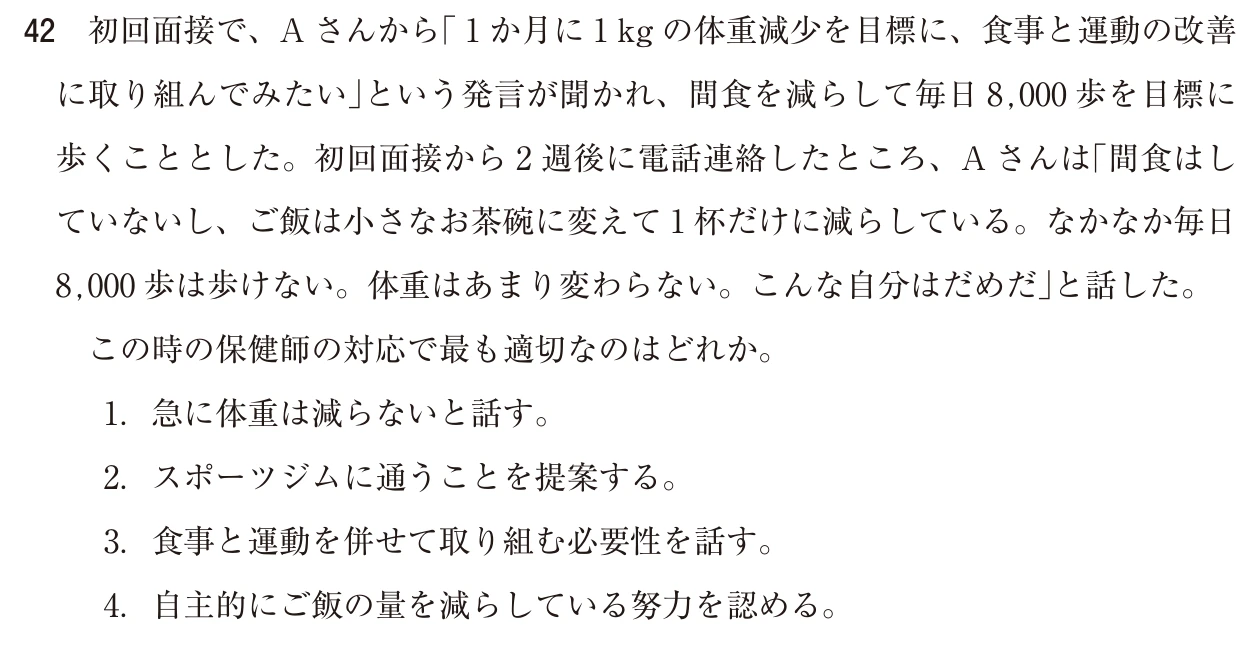 42 初回面接で、A さんから「1 か月に 1 kg の体重減少を目標に、食事と運動の改善
に取り組んでみたい」という発言が聞かれ、間食を減らして毎日 8,000 歩を目標に
歩くこととした。初回面接から 2 週後に電話連絡したところ、A さんは「間食はし
ていないし、ご飯は小さなお茶碗に変えて 1 杯だけに減らしている。なかなか毎日
8,000 歩は歩けない。体重はあまり変わらない。こんな自分はだめだ」と話した。
この時の保健師の対応で最も適切なのはどれか。
1. 急に体重は減らないと話す。
2. スポーツジムに通うことを提案する。
3. 食事と運動を併せて取り組む必要性を話す。
4. 自主的にご飯の量を減らしている努力を認める。